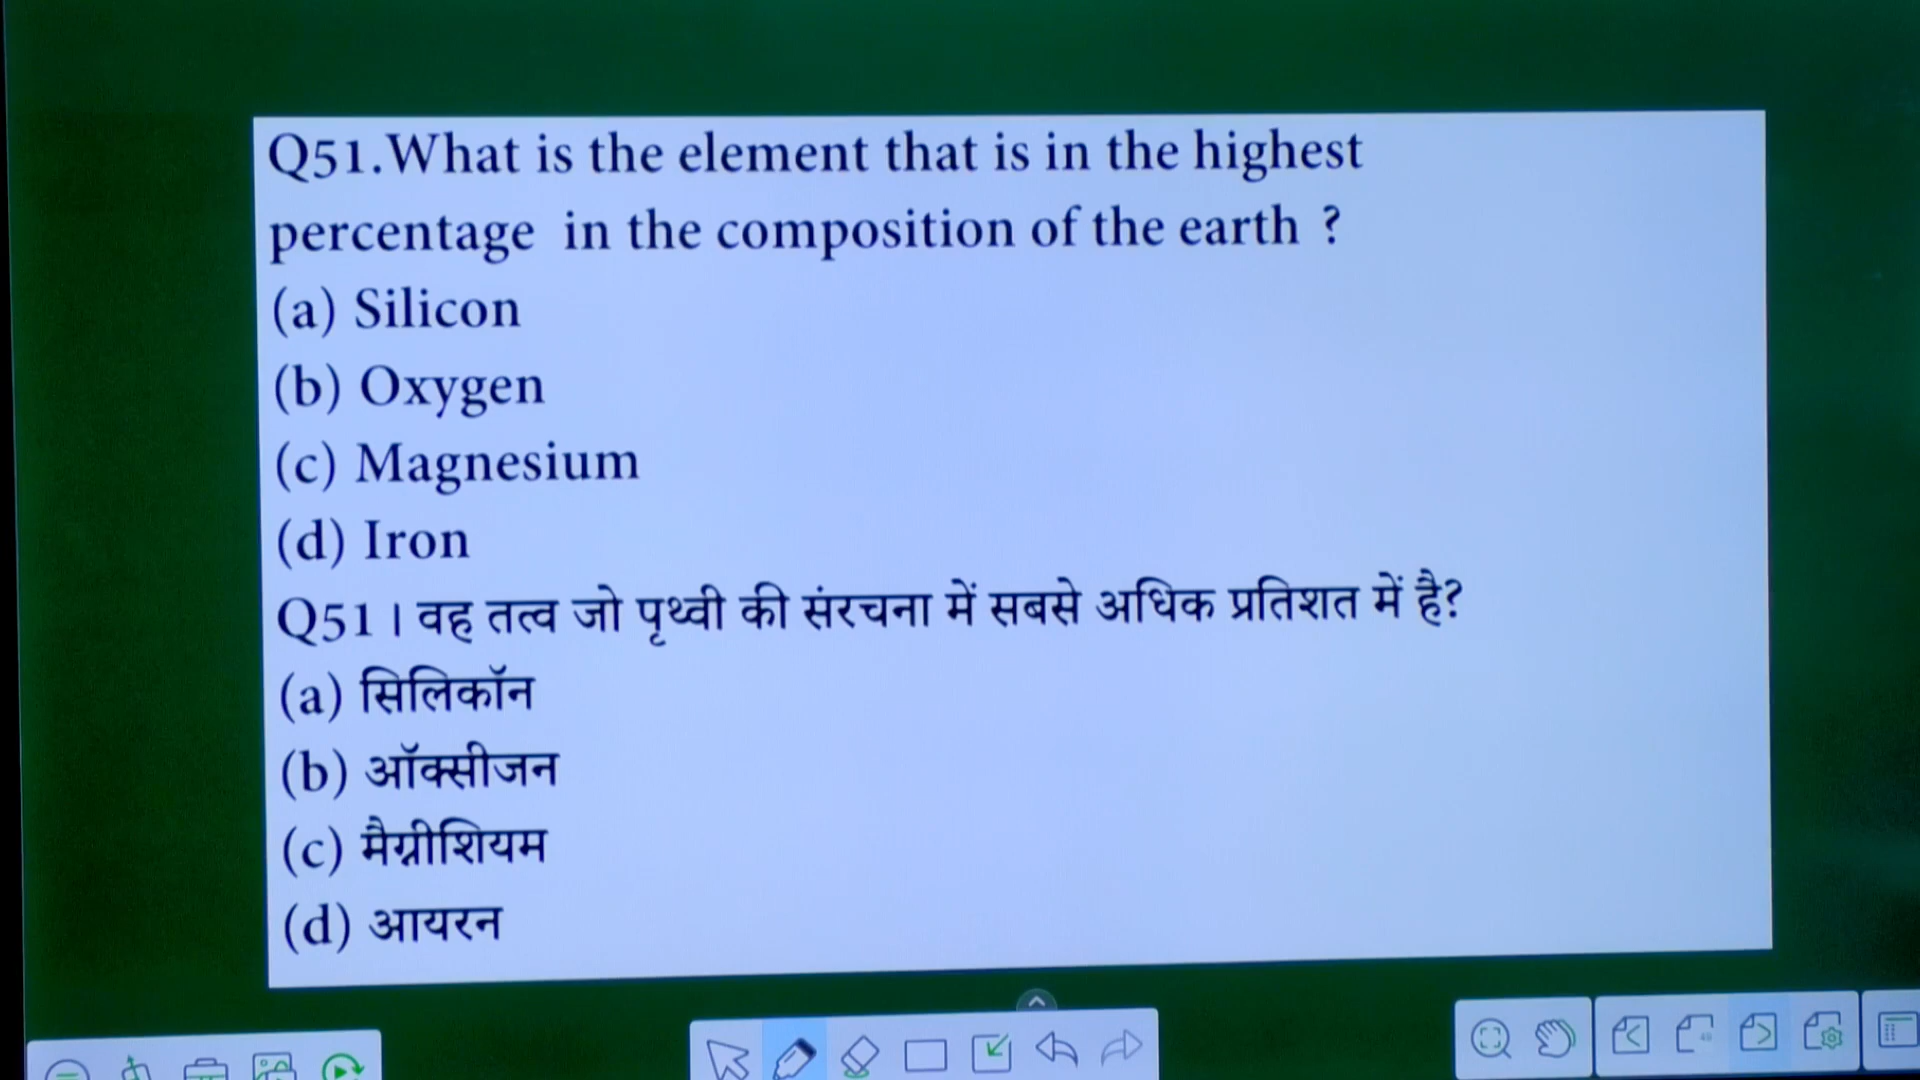 Q51.What is the element that is in the highest
percentage in the composition of the earth ?
(a) Silicon
(b) Oxygen
(c) Magnesium
(d) Iron
Q51। वह तत्व जो पृथ्वी की संरचना में सबसे अधिक प्रतिशत में है?
(a) सिलिकॉन
(b) ऑक्सीजन
(c) मैग्नीशियम
(d) आयरन